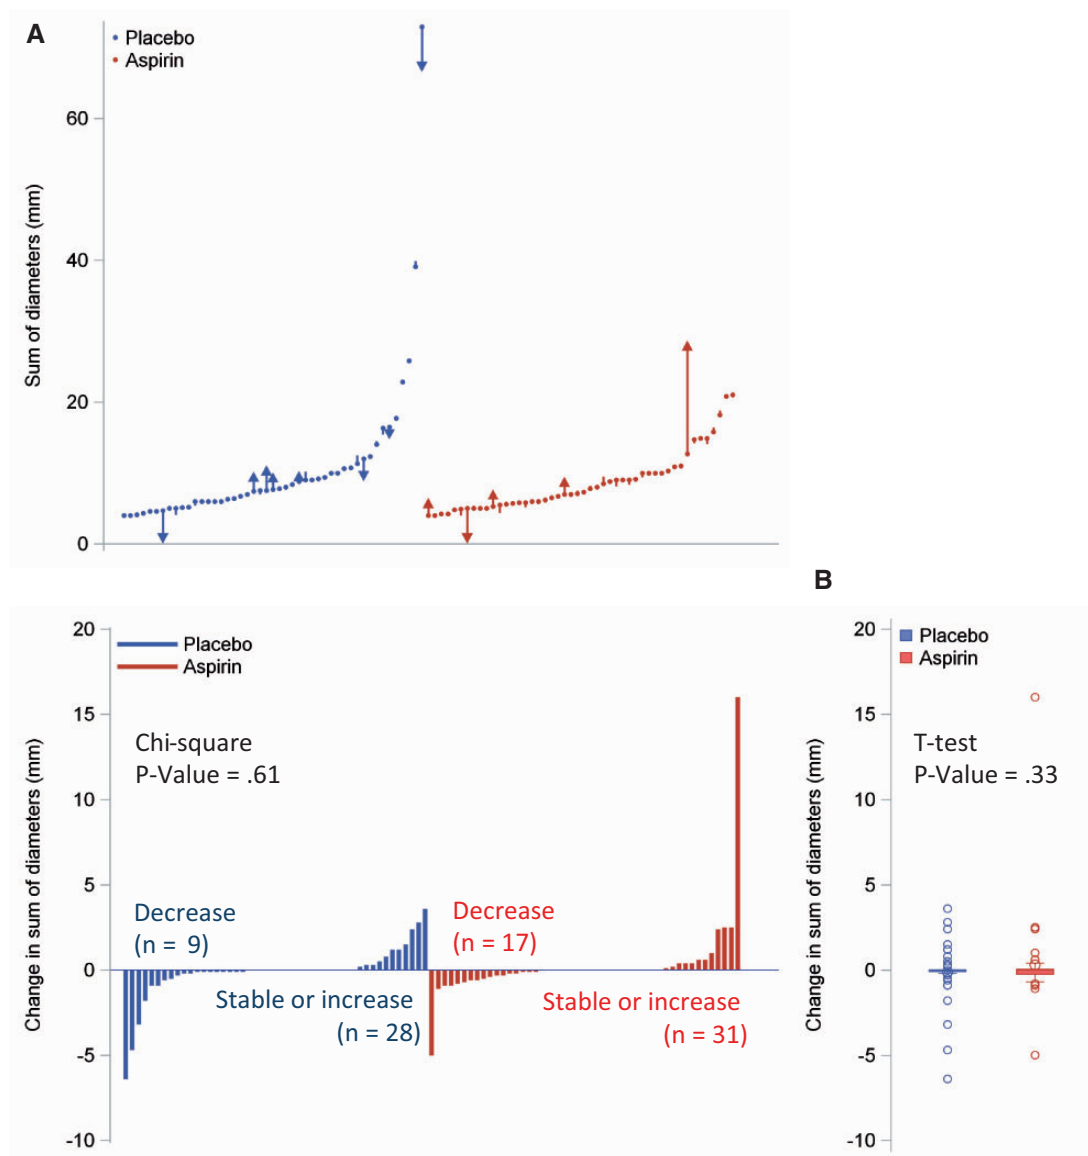 A
Placebo
Aspirin
60
40
20
0
Sum of diameters (mm)
20
15
10
5
0
-5
-10
Change in sum of diameters (mm)
Placebo
Aspirin
Chi-square
P-Value = .61
Decrease
(n = 9)
Stable or increase
(n = 28)
Decrease
(n = 17)
Stable or increase
(n = 31)
B
20
15
10
5
0
-5
-10
Change in sum of diameters (mm)
Placebo
Aspirin
T-test
P-Value = .33